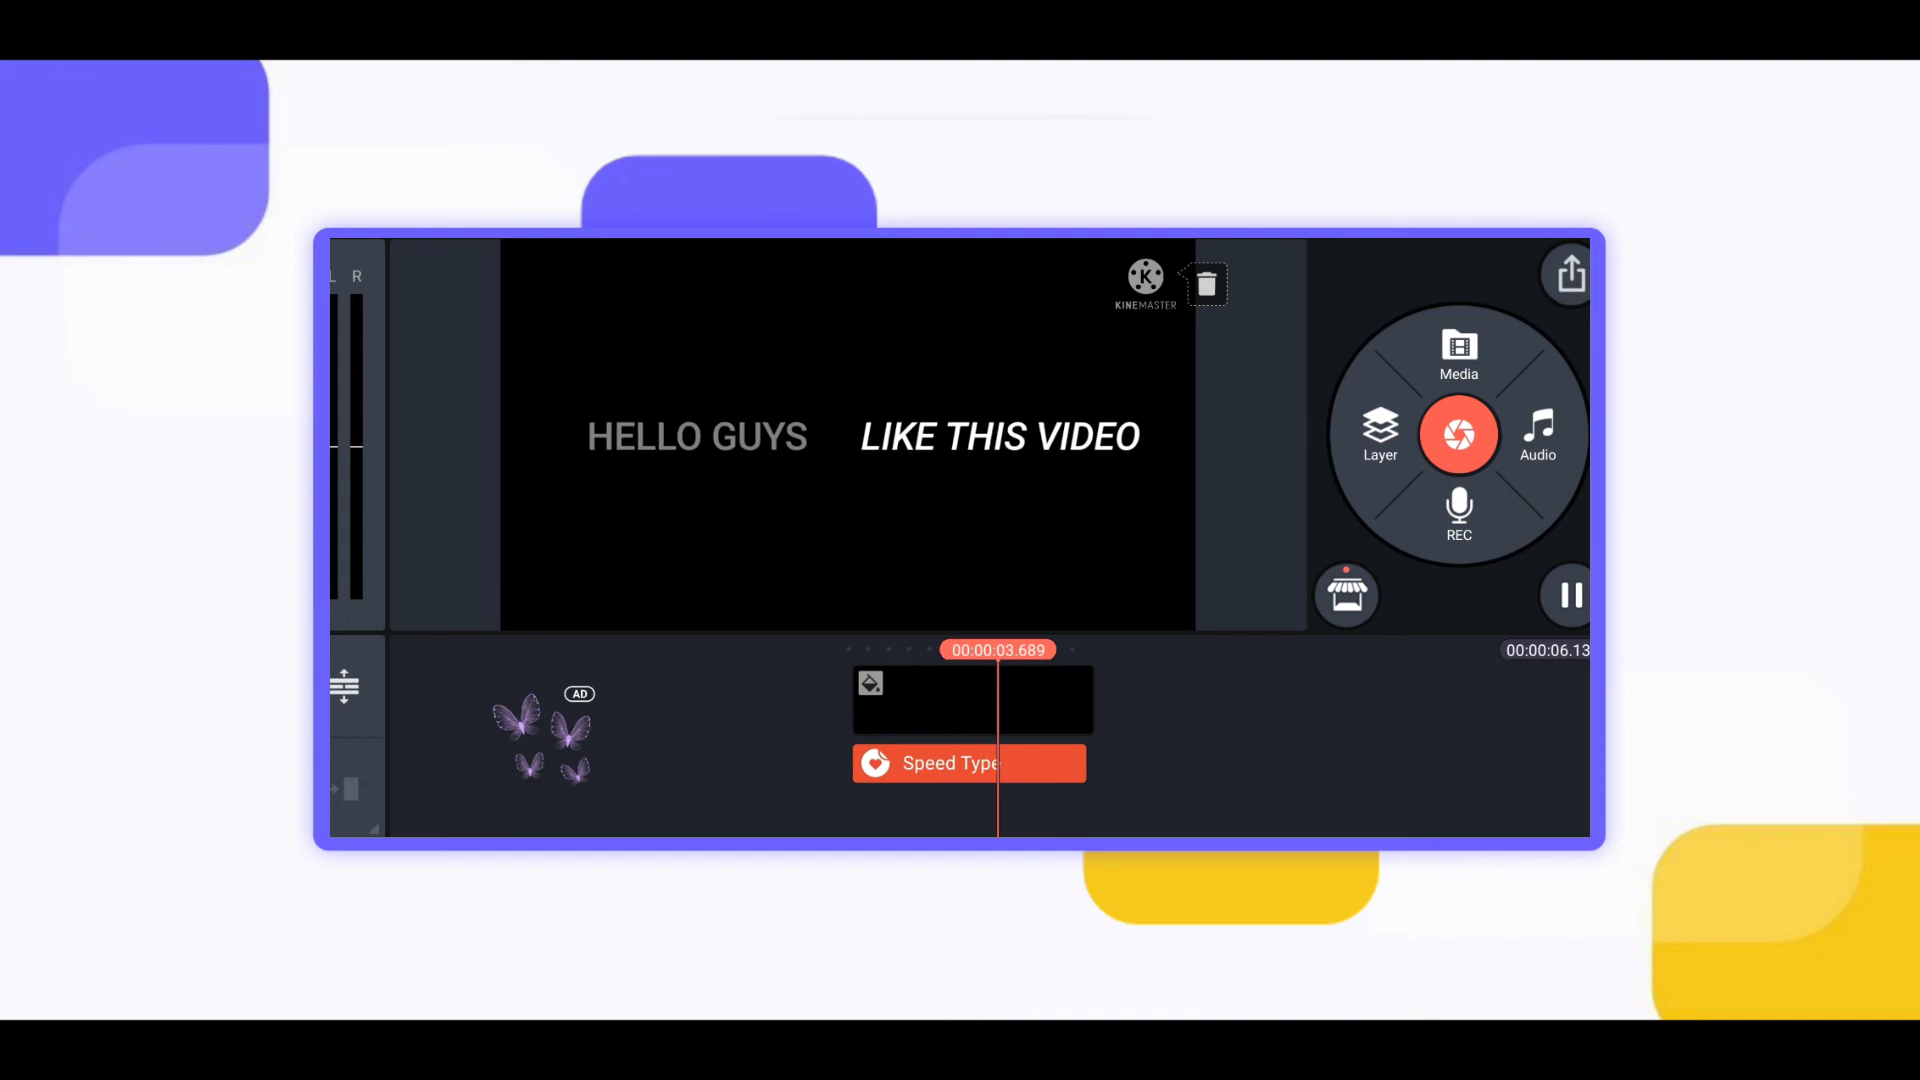 L R
KINEMASTER
Media
HELLO GUYS LIKE THIS VIDEO
Layer
Audio
REC
00:00:03.689
00:00:06.13
AD
Speed Type